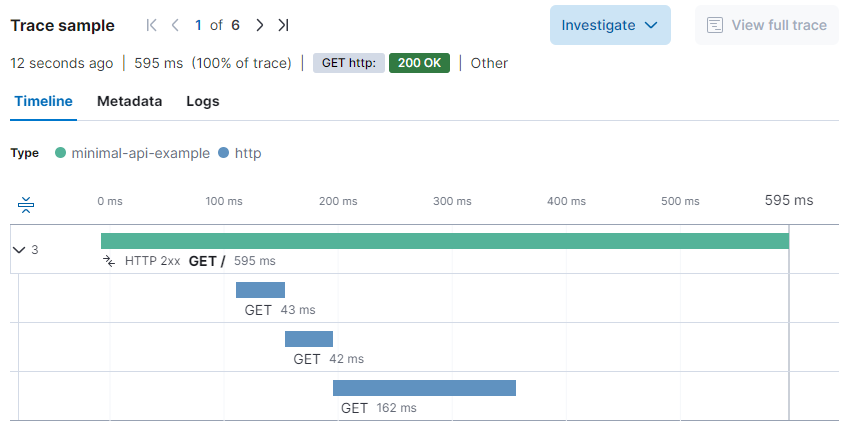 Trace sample 1 of 6 Investigate View full trace
12 seconds ago 595 ms (100% of trace) GET http: 200 OK Other
Timeline Metadata Logs
Type minimal-api-example http
0 ms 100 ms 200 ms 300 ms 400 ms 500 ms 595 ms
3
HTTP 2xx GET / 595 ms
GET 43 ms
GET 42 ms
GET 162 ms